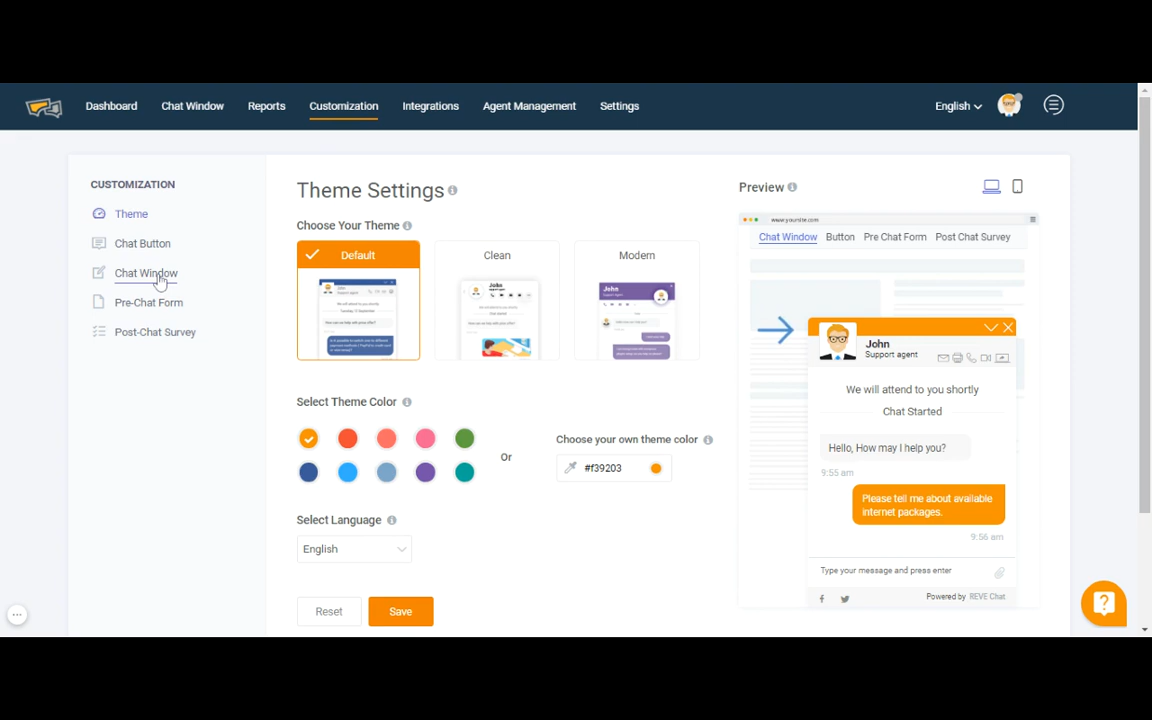 Dashboard
Chat Window
Reports
Customization
Integrations
Agent Management
Settings
English
CUSTOMIZATION
Theme
Chat Button
Chat Window
Pre-Chat Form
Post-Chat Survey
Theme Settings
Choose Your Theme
Default
Clean
Modern
Select Theme Color
Or
Choose your own theme color
#f39203
Select Language
English
Reset
Save
Preview
www.yoursite.com
Chat Window
Button
Pre Chat Form
Post Chat Survey
John
Support agent
We will attend to you shortly
Chat Started
Hello, How may I help you?
9:55 am
Please tell me about available
internet packages.
9:56 am
Type your message and press enter
Powered by REVE Chat